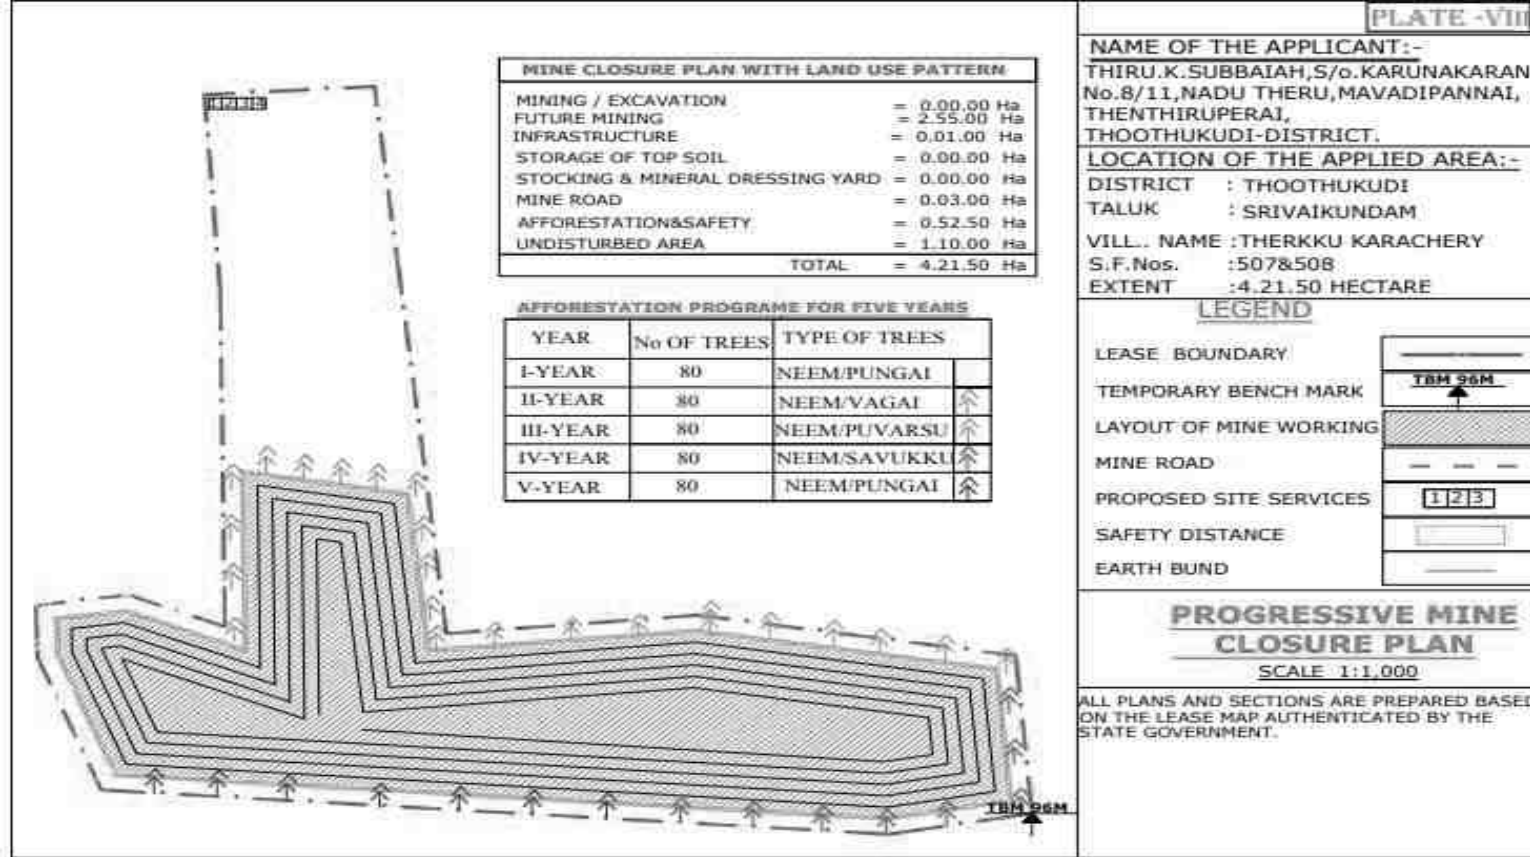 PLATE -VIII
MINE CLOSURE PLAN WITH LAND USE PATTERN
MINING / EXCAVATION = 0.00.00 Ha
FUTURE MINING = 2.55.00 Ha
INFRASTRUCTURE = 0.01.00 Ha
STORAGE OF TOP SOIL = 0.00.00 Ha
STOCKING & MINERAL DRESSING YARD = 0.00.00 Ha
MINE ROAD = 0.03.00 Ha
AFFORESTATION&SAFETY = 0.52.50 Ha
UNDISTURBED AREA = 1.10.00 Ha
TOTAL = 4.21.50 Ha
AFFORESTATION PROGRAME FOR FIVE YEARS
YEAR No OF TREES TYPE OF TREES
I-YEAR 80 NEEM/PUNGAI
II-YEAR 80 NEEM/VAGAI
III-YEAR 80 NEEM/PUVARSU
IV-YEAR 80 NEEM/SAVUKKU
V-YEAR 80 NEEM/PUNGAI
TBM 96M
NAME OF THE APPLICANT:-
THIRU.K.SUBBAIAH,S/o.KARUNAKARAN
No.8/11,NADU THERU,MAVADIPANNAI,
THENTHIRUPERAI,
THOOTHUKUDI-DISTRICT.
LOCATION OF THE APPLIED AREA:-
DISTRICT : THOOTHUKUDI
TALUK : SRIVAIKUNDAM
VILL.. NAME :THERKKU KARACHERY
S.F.Nos. :507&508
EXTENT :4.21.50 HECTARE
LEGEND
LEASE BOUNDARY
TEMPORARY BENCH MARK TBM 96M
LAYOUT OF MINE WORKING
MINE ROAD
PROPOSED SITE SERVICES 1 2 3
SAFETY DISTANCE
EARTH BUND
PROGRESSIVE MINE
CLOSURE PLAN
SCALE 1:1,000
ALL PLANS AND SECTIONS ARE PREPARED BASED
ON THE LEASE MAP AUTHENTICATED BY THE
STATE GOVERNMENT.